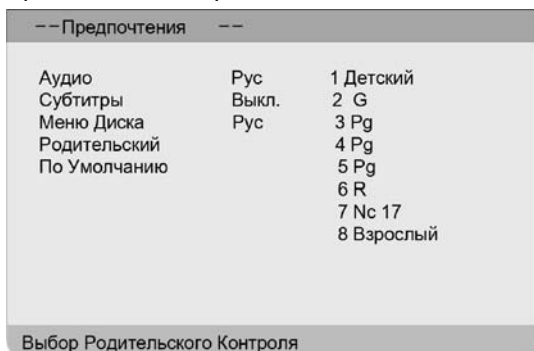 --Предпочтения --
Аудио Рус 1 Детский
Субтитры Выкл. 2 G
Меню Диска Рус 3 Pg
Родительский 4 Pg
По Умолчанию 5 Pg
6 R
7 Nc 17
8 Взрослый
Выбор Родительского Контроля